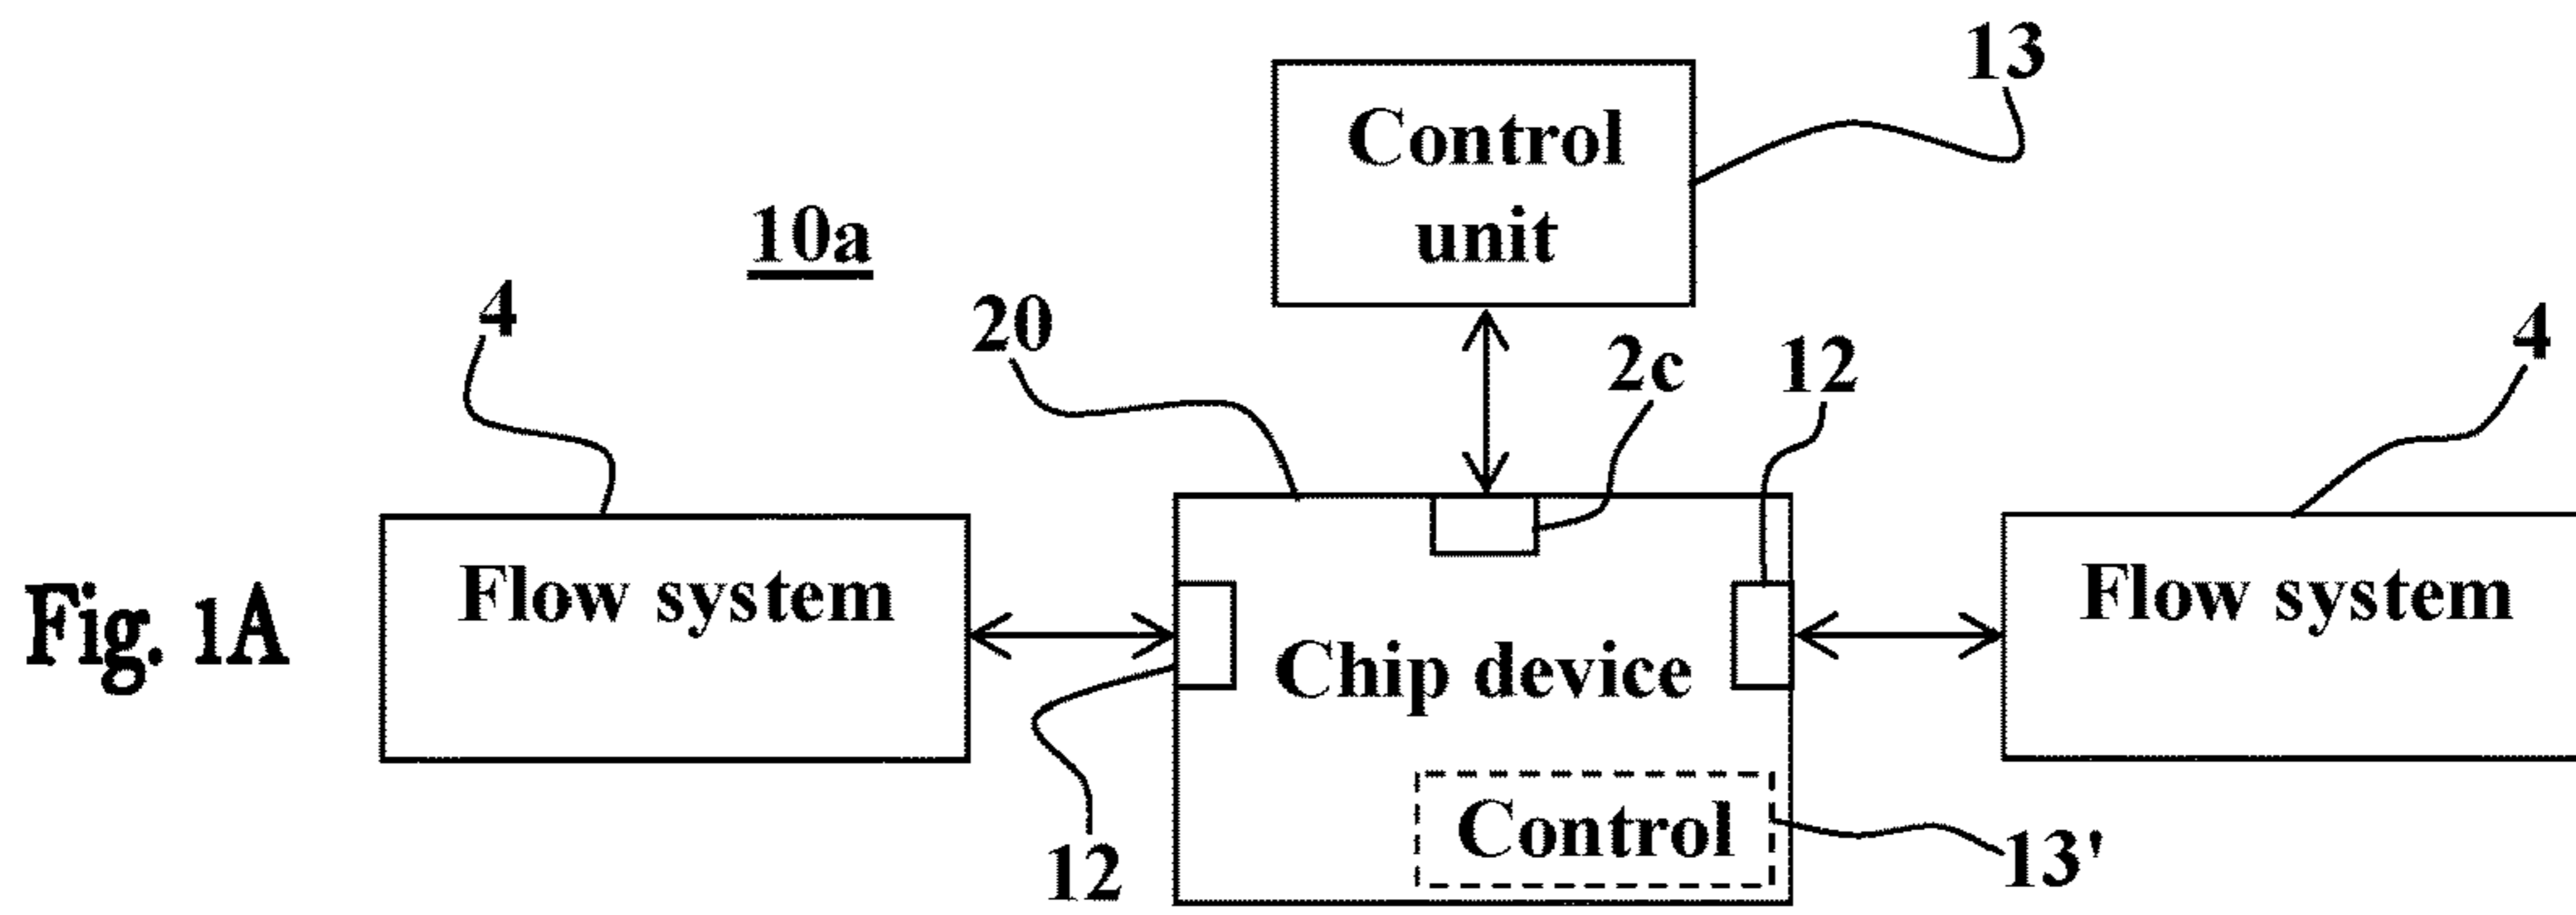 13
Control
unit
10a
4
20
2c
12
4
Flow system
Flow system
Fig. 1A
Chip device
Control
12
13'